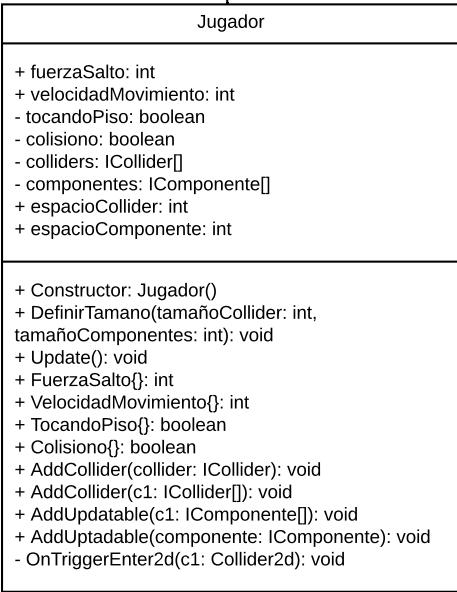 Jugador
+ fuerzaSalto: int
+ velocidadMovimiento: int
- tocandoPiso: boolean
- colisiono: boolean
- colliders: ICollider[]
- componentes: IComponente[]
+ espacioCollider: int
+ espacioComponente: int
+ Constructor: Jugador()
+ DefinirTamano(tamañoCollider: int,
tamañoComponentes: int): void
+ Update(): void
+ FuerzaSalto{}: int
+ VelocidadMovimiento{}: int
+ TocandoPiso{}: boolean
+ Colisiono{}: boolean
+ AddCollider(collider: ICollider): void
+ AddCollider(c1: ICollider[]): void
+ AddUpdatable(c1: IComponente[]): void
+ AddUptadable(componente: IComponente): void
- OnTriggerEnter2d(c1: Collider2d): void